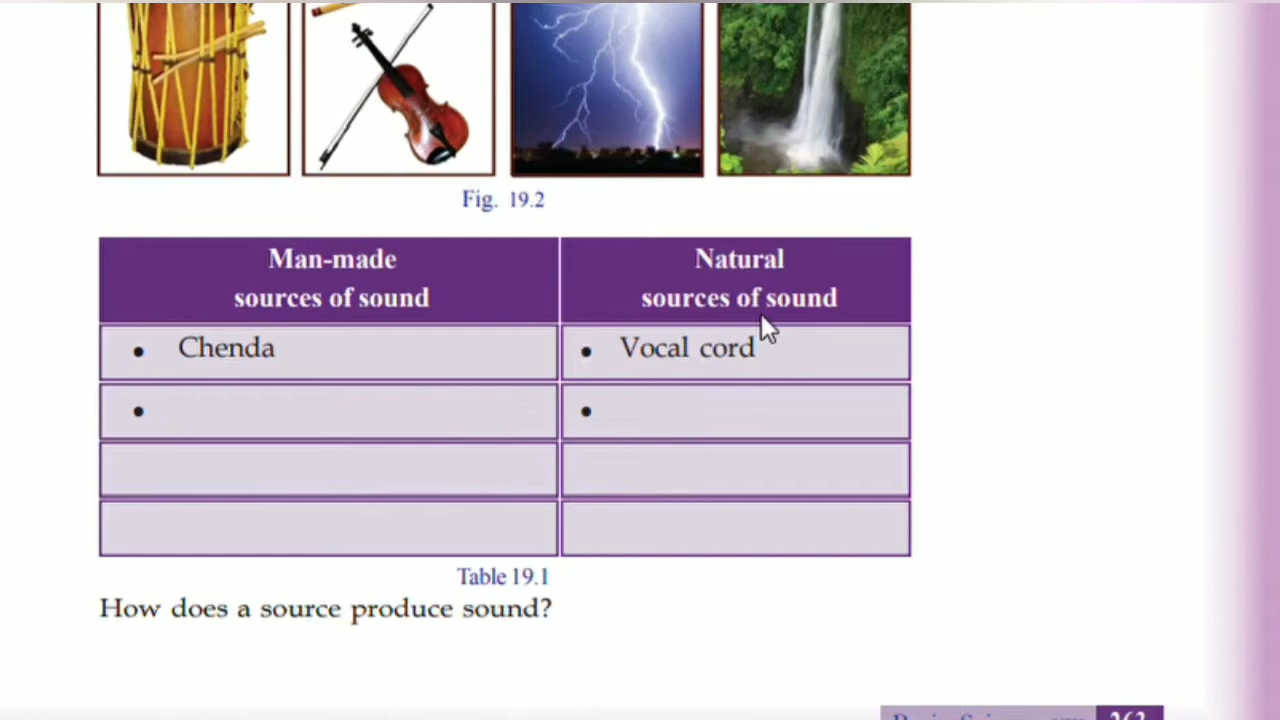 Fig. 19.2
Man-made
sources of sound
Natural
sources of sound
• Chenda
• Vocal cord
•
•
Table 19.1
How does a source produce sound?